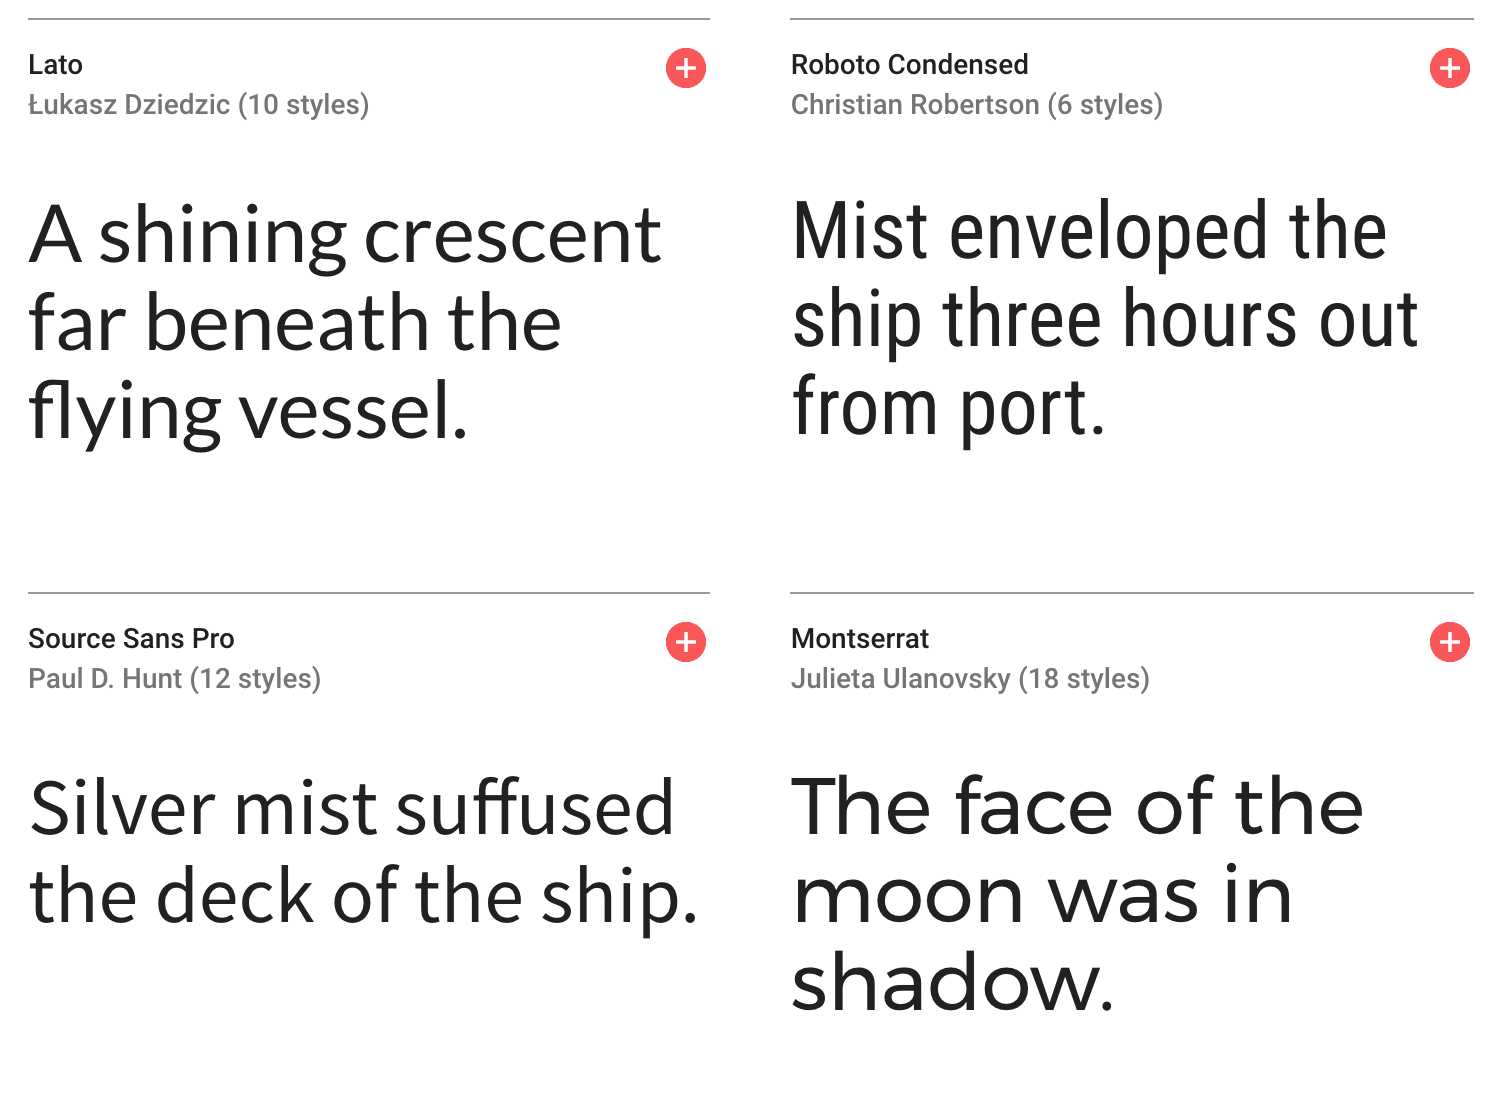 Lato
Łukasz Dziedzic (10 styles)
A shining crescent
far beneath the
flying vessel.
Roboto Condensed
Christian Robertson (6 styles)
Mist enveloped the
ship three hours out
from port.
Source Sans Pro
Paul D. Hunt (12 styles)
Silver mist suffused
the deck of the ship.
Montserrat
Julieta Ulanovsky (18 styles)
The face of the
moon was in
shadow.